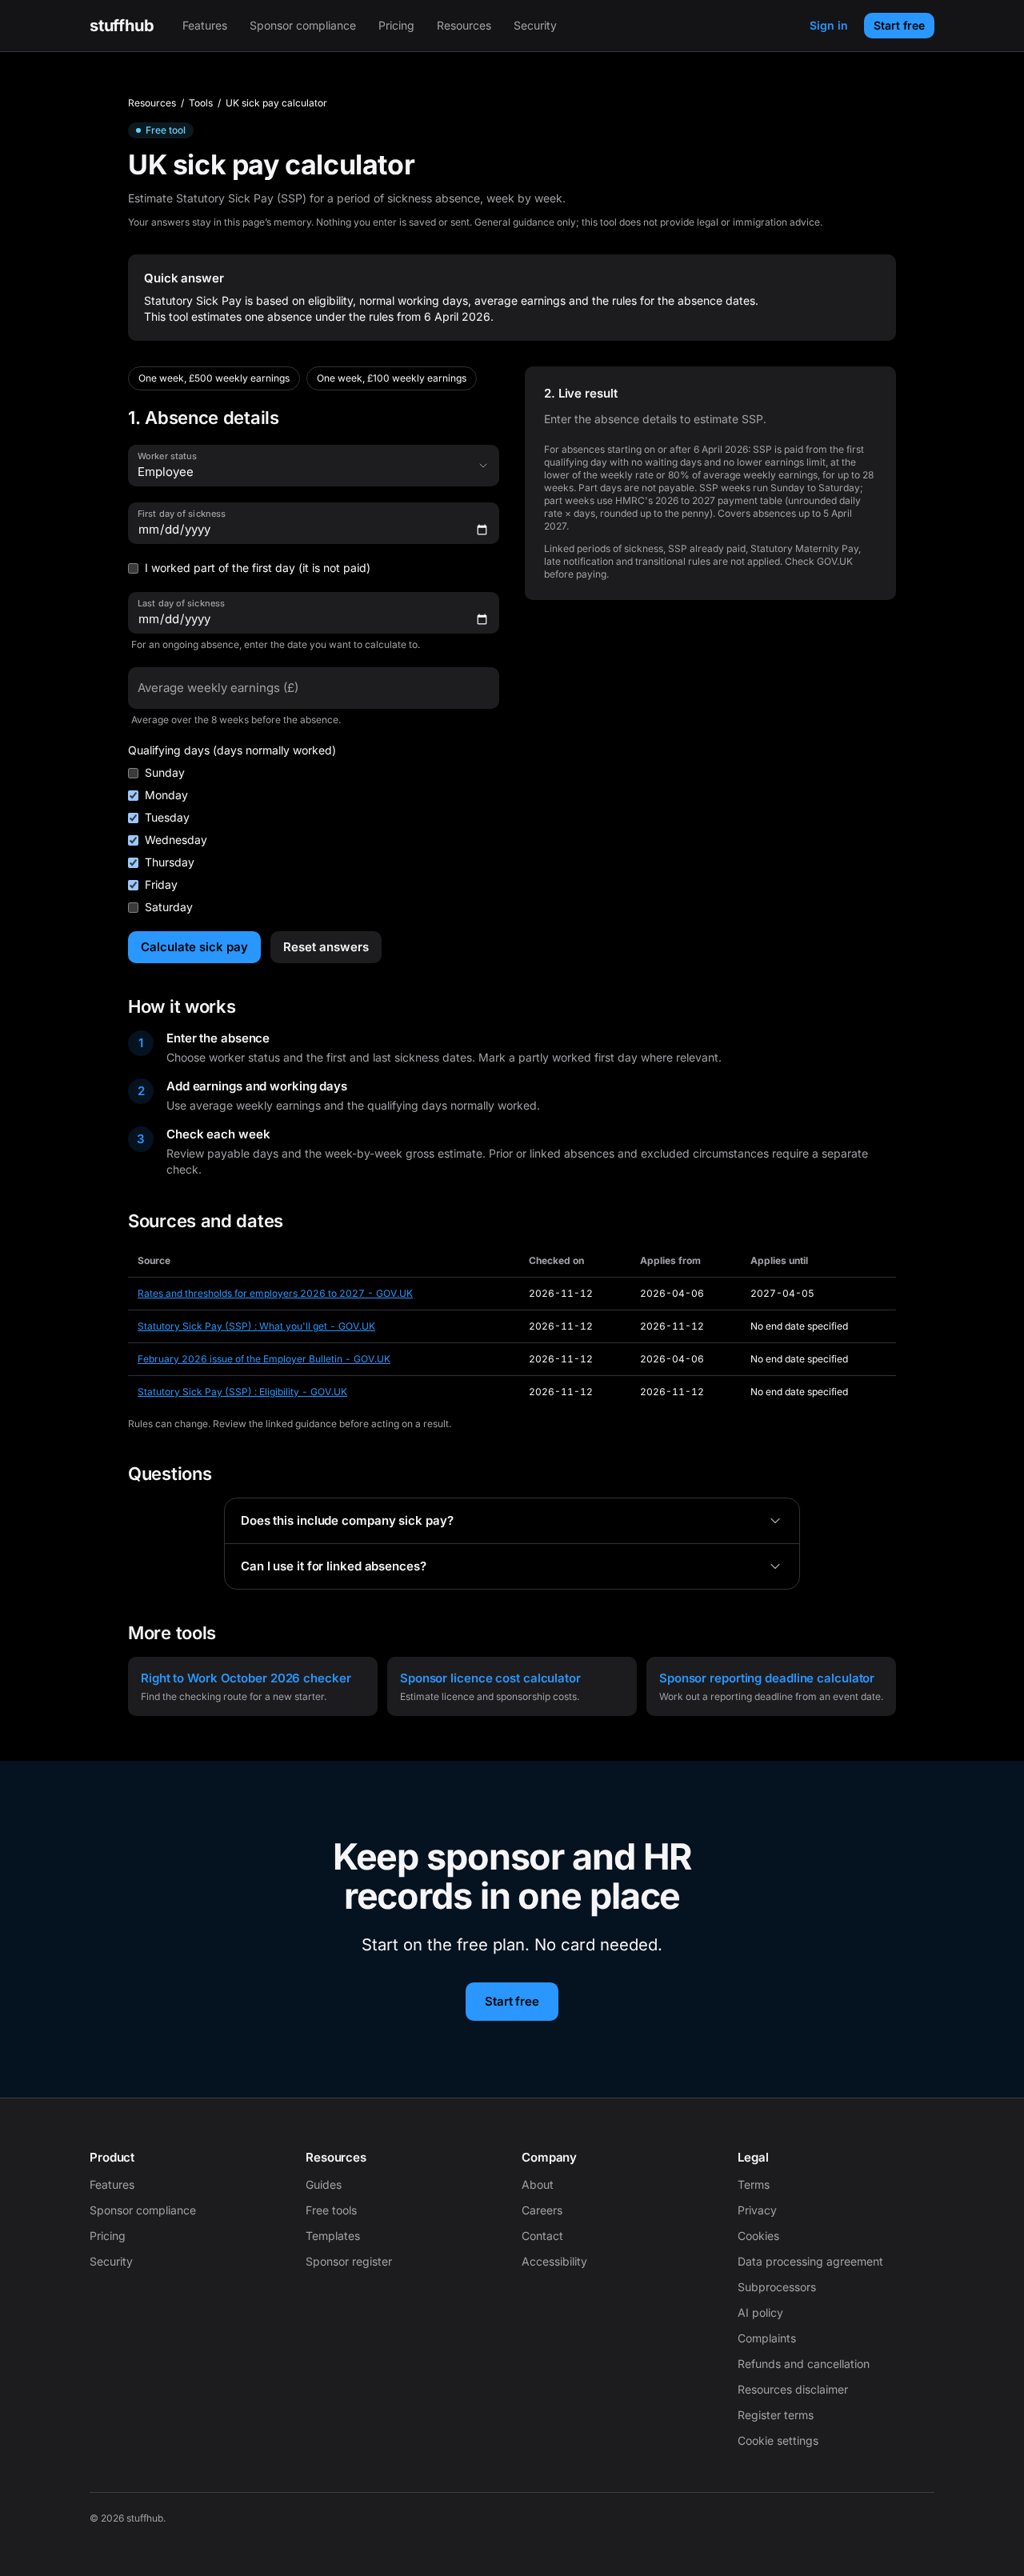 stuffhub
Features
Sponsor compliance
Pricing
Resources
Security
Sign in
Start free
Resources / Tools / UK sick pay calculator
Free tool
UK sick pay calculator
Estimate Statutory Sick Pay (SSP) for a period of sickness absence, week by week.
Your answers stay in this page's memory. Nothing you enter is saved or sent. General guidance only; this tool does not provide legal or immigration advice.
Quick answer
Statutory Sick Pay is based on eligibility, normal working days, average earnings and the rules for the absence dates.
This tool estimates one absence under the rules from 6 April 2026.
One week, £500 weekly earnings
One week, £100 weekly earnings
1. Absence details
Worker status
Employee
First day of sickness
mm/dd/yyyy
I worked part of the first day (it is not paid)
Last day of sickness
mm/dd/yyyy
For an ongoing absence, enter the date you want to calculate to.
Average weekly earnings (£)
Average over the 8 weeks before the absence.
Qualifying days (days normally worked)
Sunday
Monday
Tuesday
Wednesday
Thursday
Friday
Saturday
Calculate sick pay
Reset answers
2. Live result
Enter the absence details to estimate SSP.
For absences starting on or after 6 April 2026: SSP is paid from the first
qualifying day with no waiting days and no lower earnings limit, at the
lower of the weekly rate or 80% of average weekly earnings, for up to 28
weeks. Part days are not payable. SSP weeks run Sunday to Saturday;
part weeks use HMRC's 2026 to 2027 payment table (unrounded daily
rate × days, rounded up to the penny). Covers absences up to 5 April
2027.
Linked periods of sickness, SSP already paid, Statutory Maternity Pay,
late notification and transitional rules are not applied. Check GOV.UK
before paying.
How it works
1
Enter the absence
Choose worker status and the first and last sickness dates. Mark a partly worked first day where relevant.
2
Add earnings and working days
Use average weekly earnings and the qualifying days normally worked.
3
Check each week
Review payable days and the week-by-week gross estimate. Prior or linked absences and excluded circumstances require a separate
check.
Sources and dates
Source Checked on Applies from Applies until
Rates and thresholds for employers 2026 to 2027 - GOV.UK 2026-11-12 2026-04-06 2027-04-05
Statutory Sick Pay (SSP) : What you'll get - GOV.UK 2026-11-12 2026-11-12 No end date specified
February 2026 issue of the Employer Bulletin - GOV.UK 2026-11-12 2026-04-06 No end date specified
Statutory Sick Pay (SSP) : Eligibility - GOV.UK 2026-11-12 2026-11-12 No end date specified
Rules can change. Review the linked guidance before acting on a result.
Questions
Does this include company sick pay?
Can I use it for linked absences?
More tools
Right to Work October 2026 checker
Find the checking route for a new starter.
Sponsor licence cost calculator
Estimate licence and sponsorship costs.
Sponsor reporting deadline calculator
Work out a reporting deadline from an event date.
Keep sponsor and HR
records in one place
Start on the free plan. No card needed.
Start free
Product
Features
Sponsor compliance
Pricing
Security
Resources
Guides
Free tools
Templates
Sponsor register
Company
About
Careers
Contact
Accessibility
Legal
Terms
Privacy
Cookies
Data processing agreement
Subprocessors
AI policy
Complaints
Refunds and cancellation
Resources disclaimer
Register terms
Cookie settings
© 2026 stuffhub.